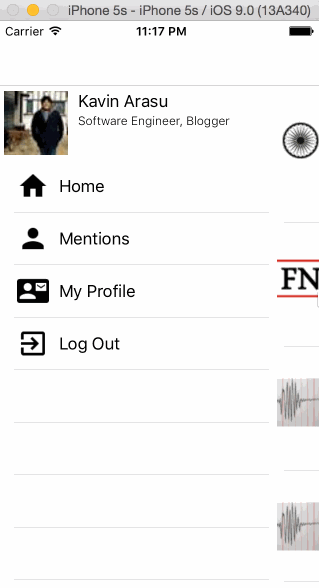 iPhone 5s - iPhone 5s / iOS 9.0 (13A340)
Carrier 11:17 PM
Kavin Arasu
Software Engineer, Blogger
Home
FN
Mentions
My Profile
Log Out